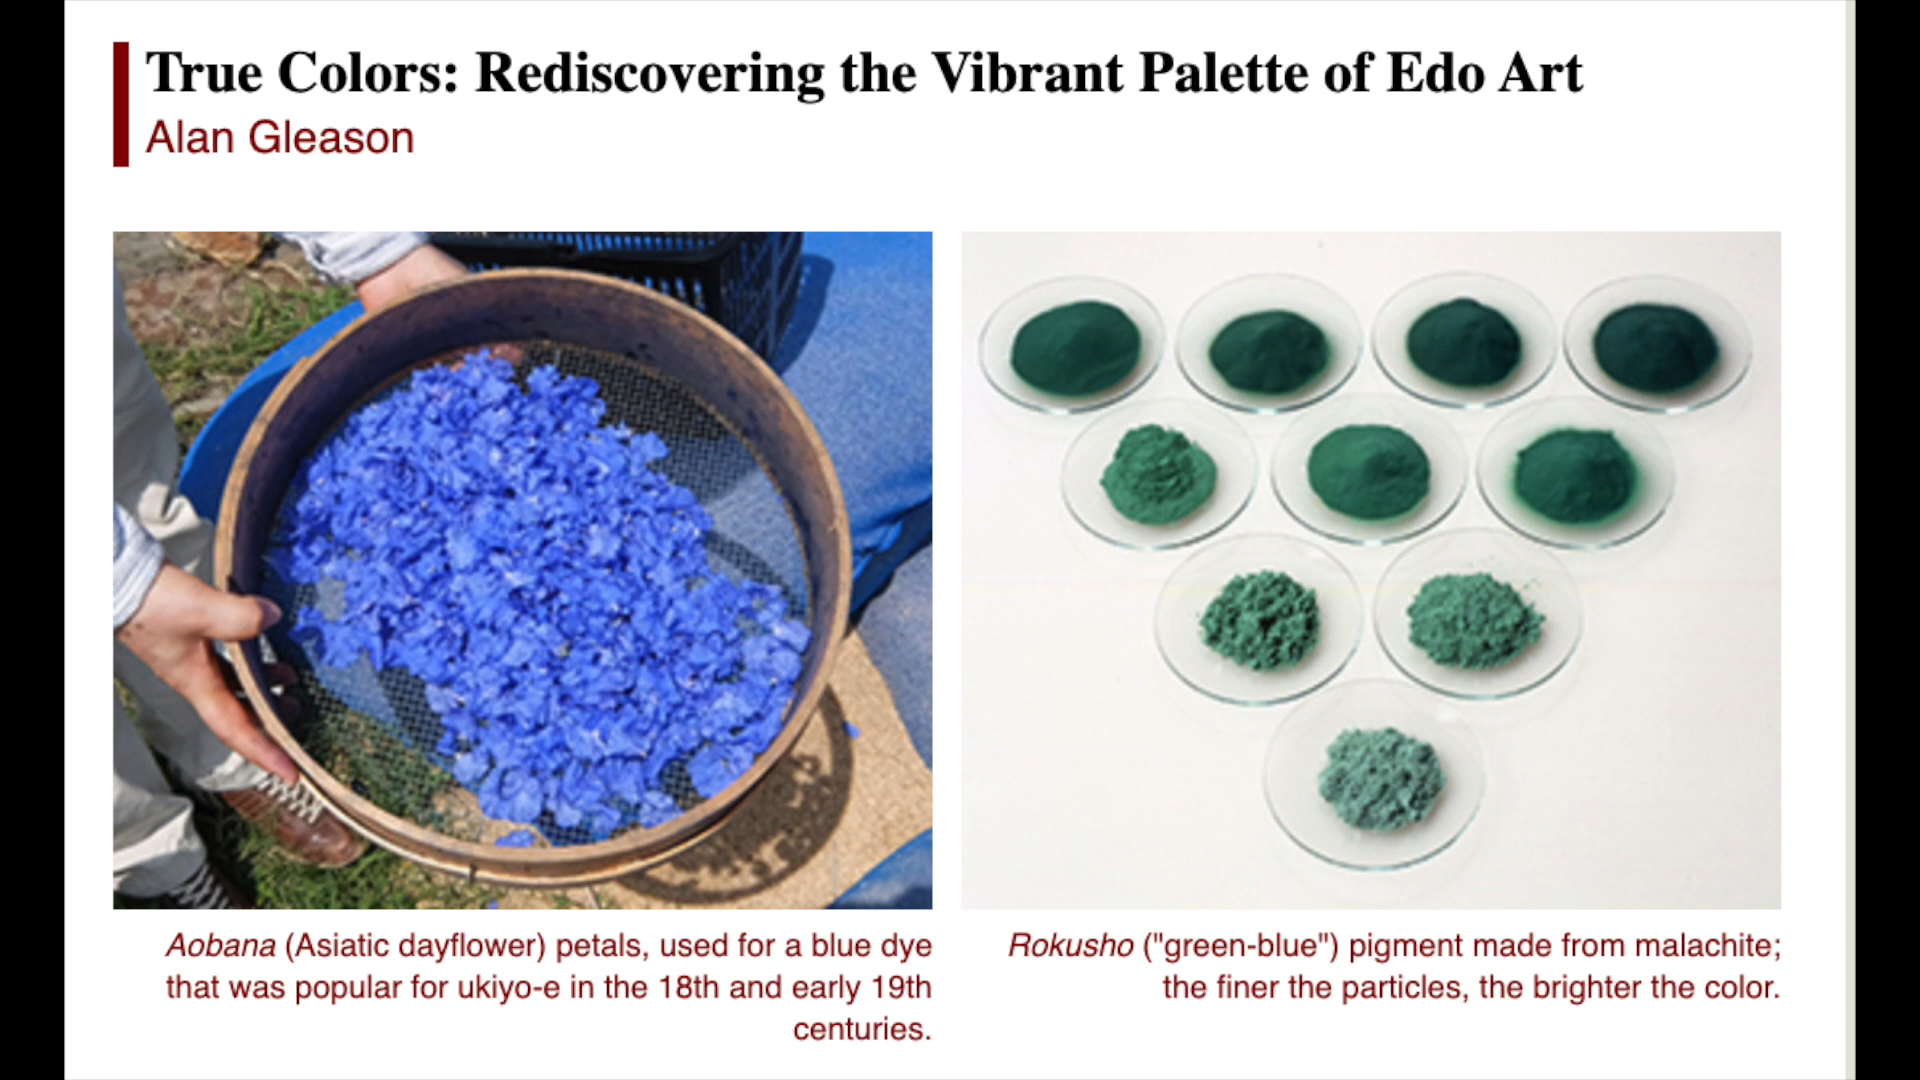 True Colors: Rediscovering the Vibrant Palette of Edo Art
Alan Gleason
Aobana (Asiatic dayflower) petals, used for a blue dye
that was popular for ukiyo-e in the 18th and early 19th
centuries.
Rokusho ("green-blue") pigment made from malachite;
the finer the particles, the brighter the color.